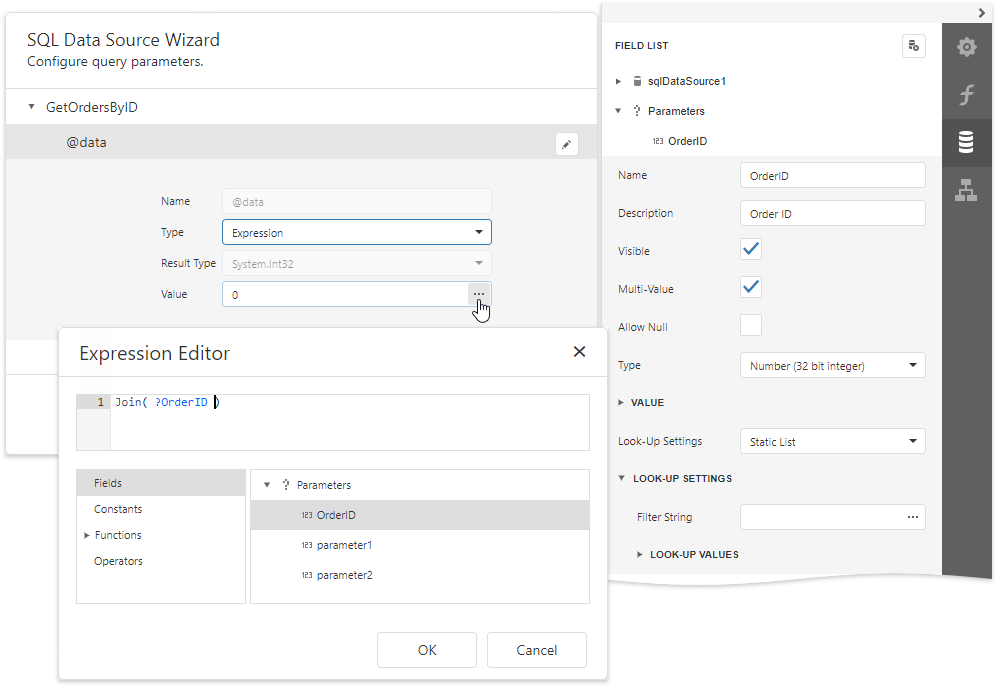 SQL Data Source Wizard
Configure query parameters.
GetOrdersByID
@data
Name @data
Type Expression
Result Type System.Int32
Value 0 ...
Expression Editor
1 Join( ?OrderID )
Fields
Constants
Functions
Operators
Parameters
123 OrderID
123 parameter1
123 parameter2
OK Cancel
FIELD LIST
sqlDataSource1
Parameters
123 OrderID
Name OrderID
Description Order ID
Visible
Multi-Value
Allow Null
Type Number (32 bit integer)
VALUE
Look-Up Settings Static List
LOOK-UP SETTINGS
Filter String ...
LOOK-UP VALUES